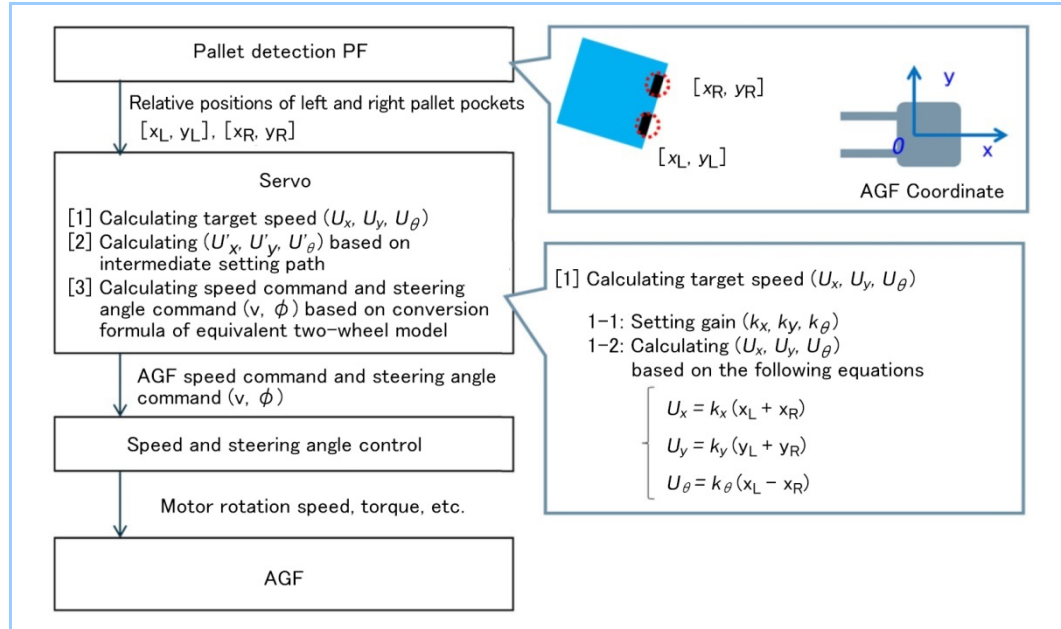 Pallet detection PF
Relative positions of left and right pallet pockets
[xL, yL], [xR, yR]
Servo
[1] Calculating target speed (Ux, Uy, Uθ)
[2] Calculating (U'x, U'y, U'θ) based on
intermediate setting path
[3] Calculating speed command and steering
angle command (v, ϕ) based on conversion
formula of equivalent two-wheel model
AGF speed command and steering angle
command (v, ϕ)
Speed and steering angle control
Motor rotation speed, torque, etc.
AGF
[xR, yR]
[xL, yL]
y
0
x
AGF Coordinate
[1] Calculating target speed (Ux, Uy, Uθ)
1-1: Setting gain (kx, ky, kθ)
1-2: Calculating (Ux, Uy, Uθ)
based on the following equations
Ux = kx (xL + xR)
Uy = ky (yL + yR)
Uθ = kθ (xL − xR)